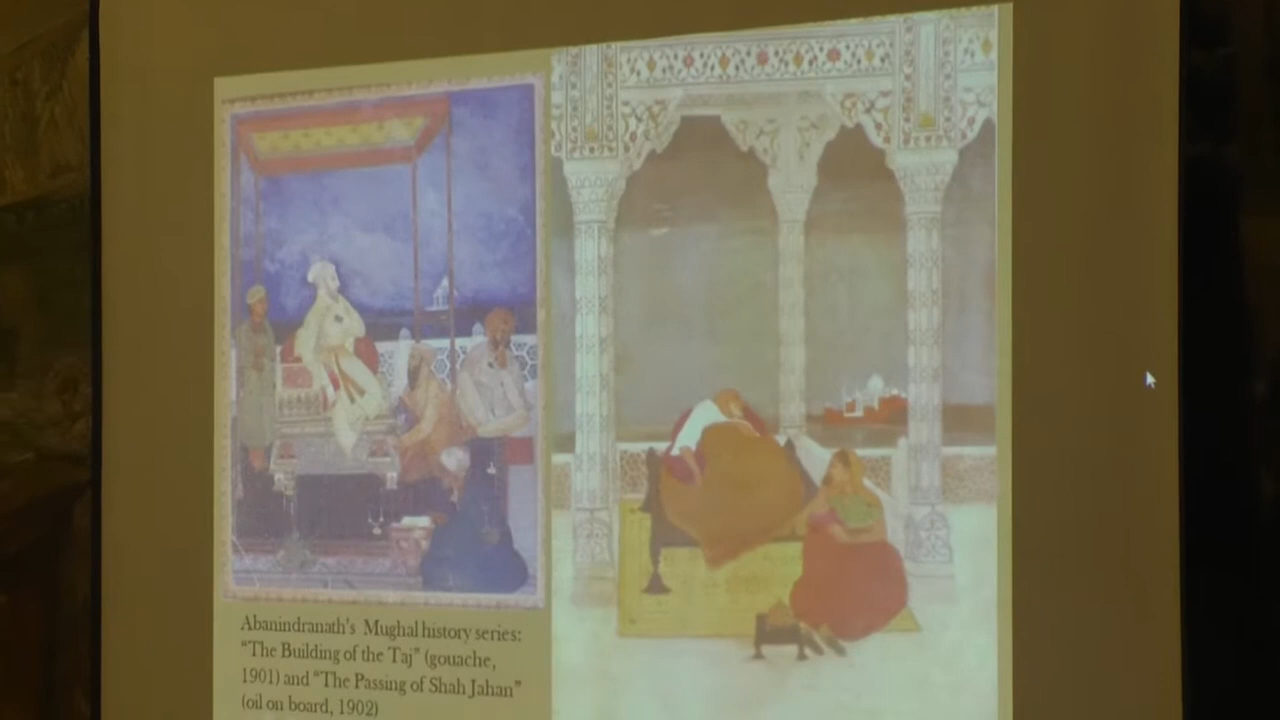 Abanindranath's Mughal history series:
"The Building of the Taj" (gouache,
1901) and "The Passing of Shah Jahan"
(oil on board, 1902)